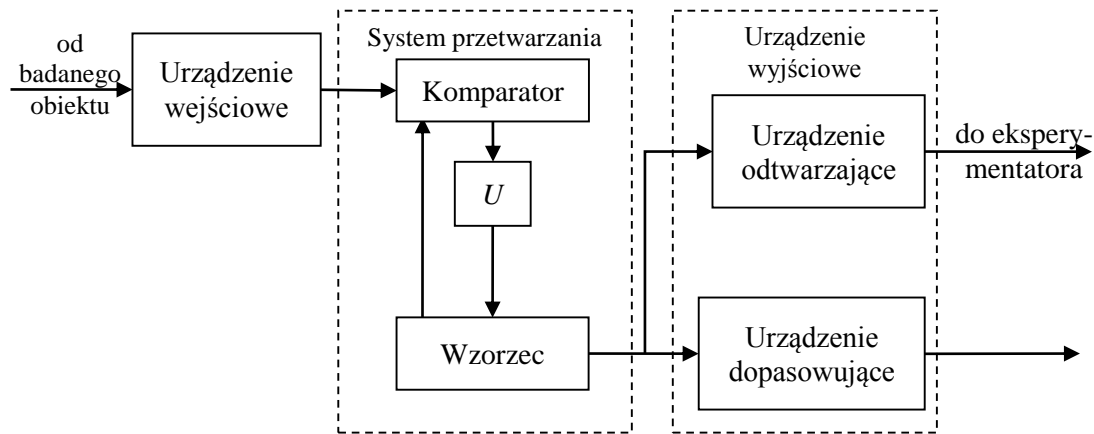 od
badanego
obiektu
Urządzenie
wejściowe
System przetwarzania
Komparator
U
Wzorzec
Urządzenie
wyjściowe
Urządzenie
odtwarzające
do ekspery-
mentatora
Urządzenie
dopasowujące